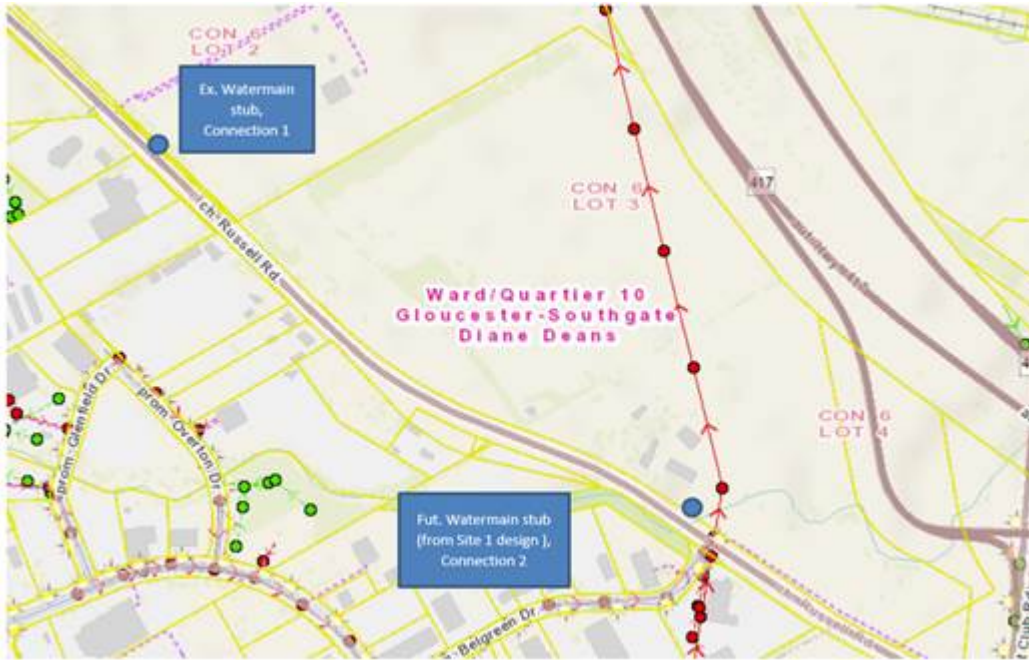 CON 6
LOT 2
Ex. Watermain
stub,
Connection 1
ch Russell Rd.
CON 6
LOT 3
417
Ward/Quartier 10
Gloucester-Southgate
Diane Deans
CON 6
LOT 4
prom Glenfield Dr
prom Overton Dr
Fut. Watermain stub
(from Site 1 design ),
Connection 2
Belgreen Dr